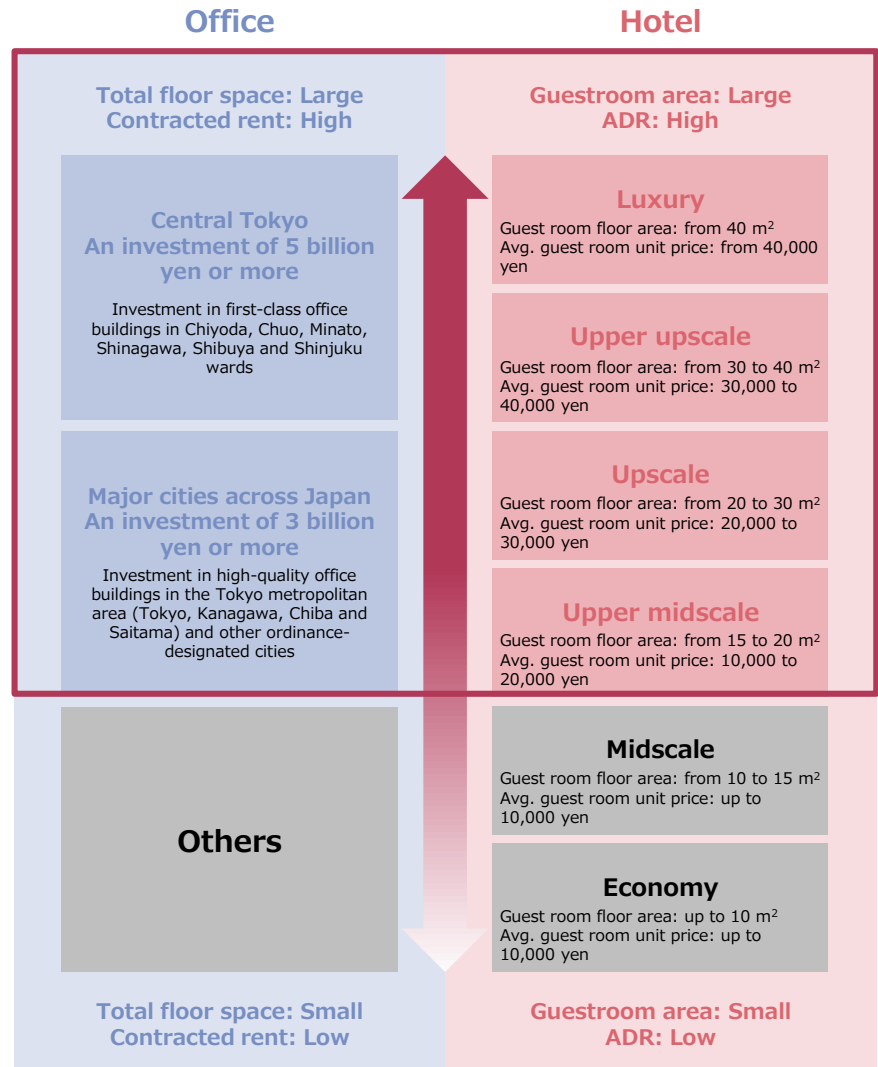 Office
Total floor space: Large
Contracted rent: High
Central Tokyo
An investment of 5 billion
yen or more
Investment in first-class office
buildings in Chiyoda, Chuo, Minato,
Shinagawa, Shibuya and Shinjuku
wards
Major cities across Japan
An investment of 3 billion
yen or more
Investment in high-quality office
buildings in the Tokyo metropolitan
area (Tokyo, Kanagawa, Chiba and
Saitama) and other ordinance-
designated cities
Others
Total floor space: Small
Contracted rent: Low
Hotel
Guestroom area: Large
ADR: High
Luxury
Guest room floor area: from 40 m²
Avg. guest room unit price: from 40,000
yen
Upper upscale
Guest room floor area: from 30 to 40 m²
Avg. guest room unit price: 30,000 to
40,000 yen
Upscale
Guest room floor area: from 20 to 30 m²
Avg. guest room unit price: 20,000 to
30,000 yen
Upper midscale
Guest room floor area: from 15 to 20 m²
Avg. guest room unit price: 10,000 to
20,000 yen
Midscale
Guest room floor area: from 10 to 15 m²
Avg. guest room unit price: up to
10,000 yen
Economy
Guest room floor area: up to 10 m²
Avg. guest room unit price: up to
10,000 yen
Guestroom area: Small
ADR: Low